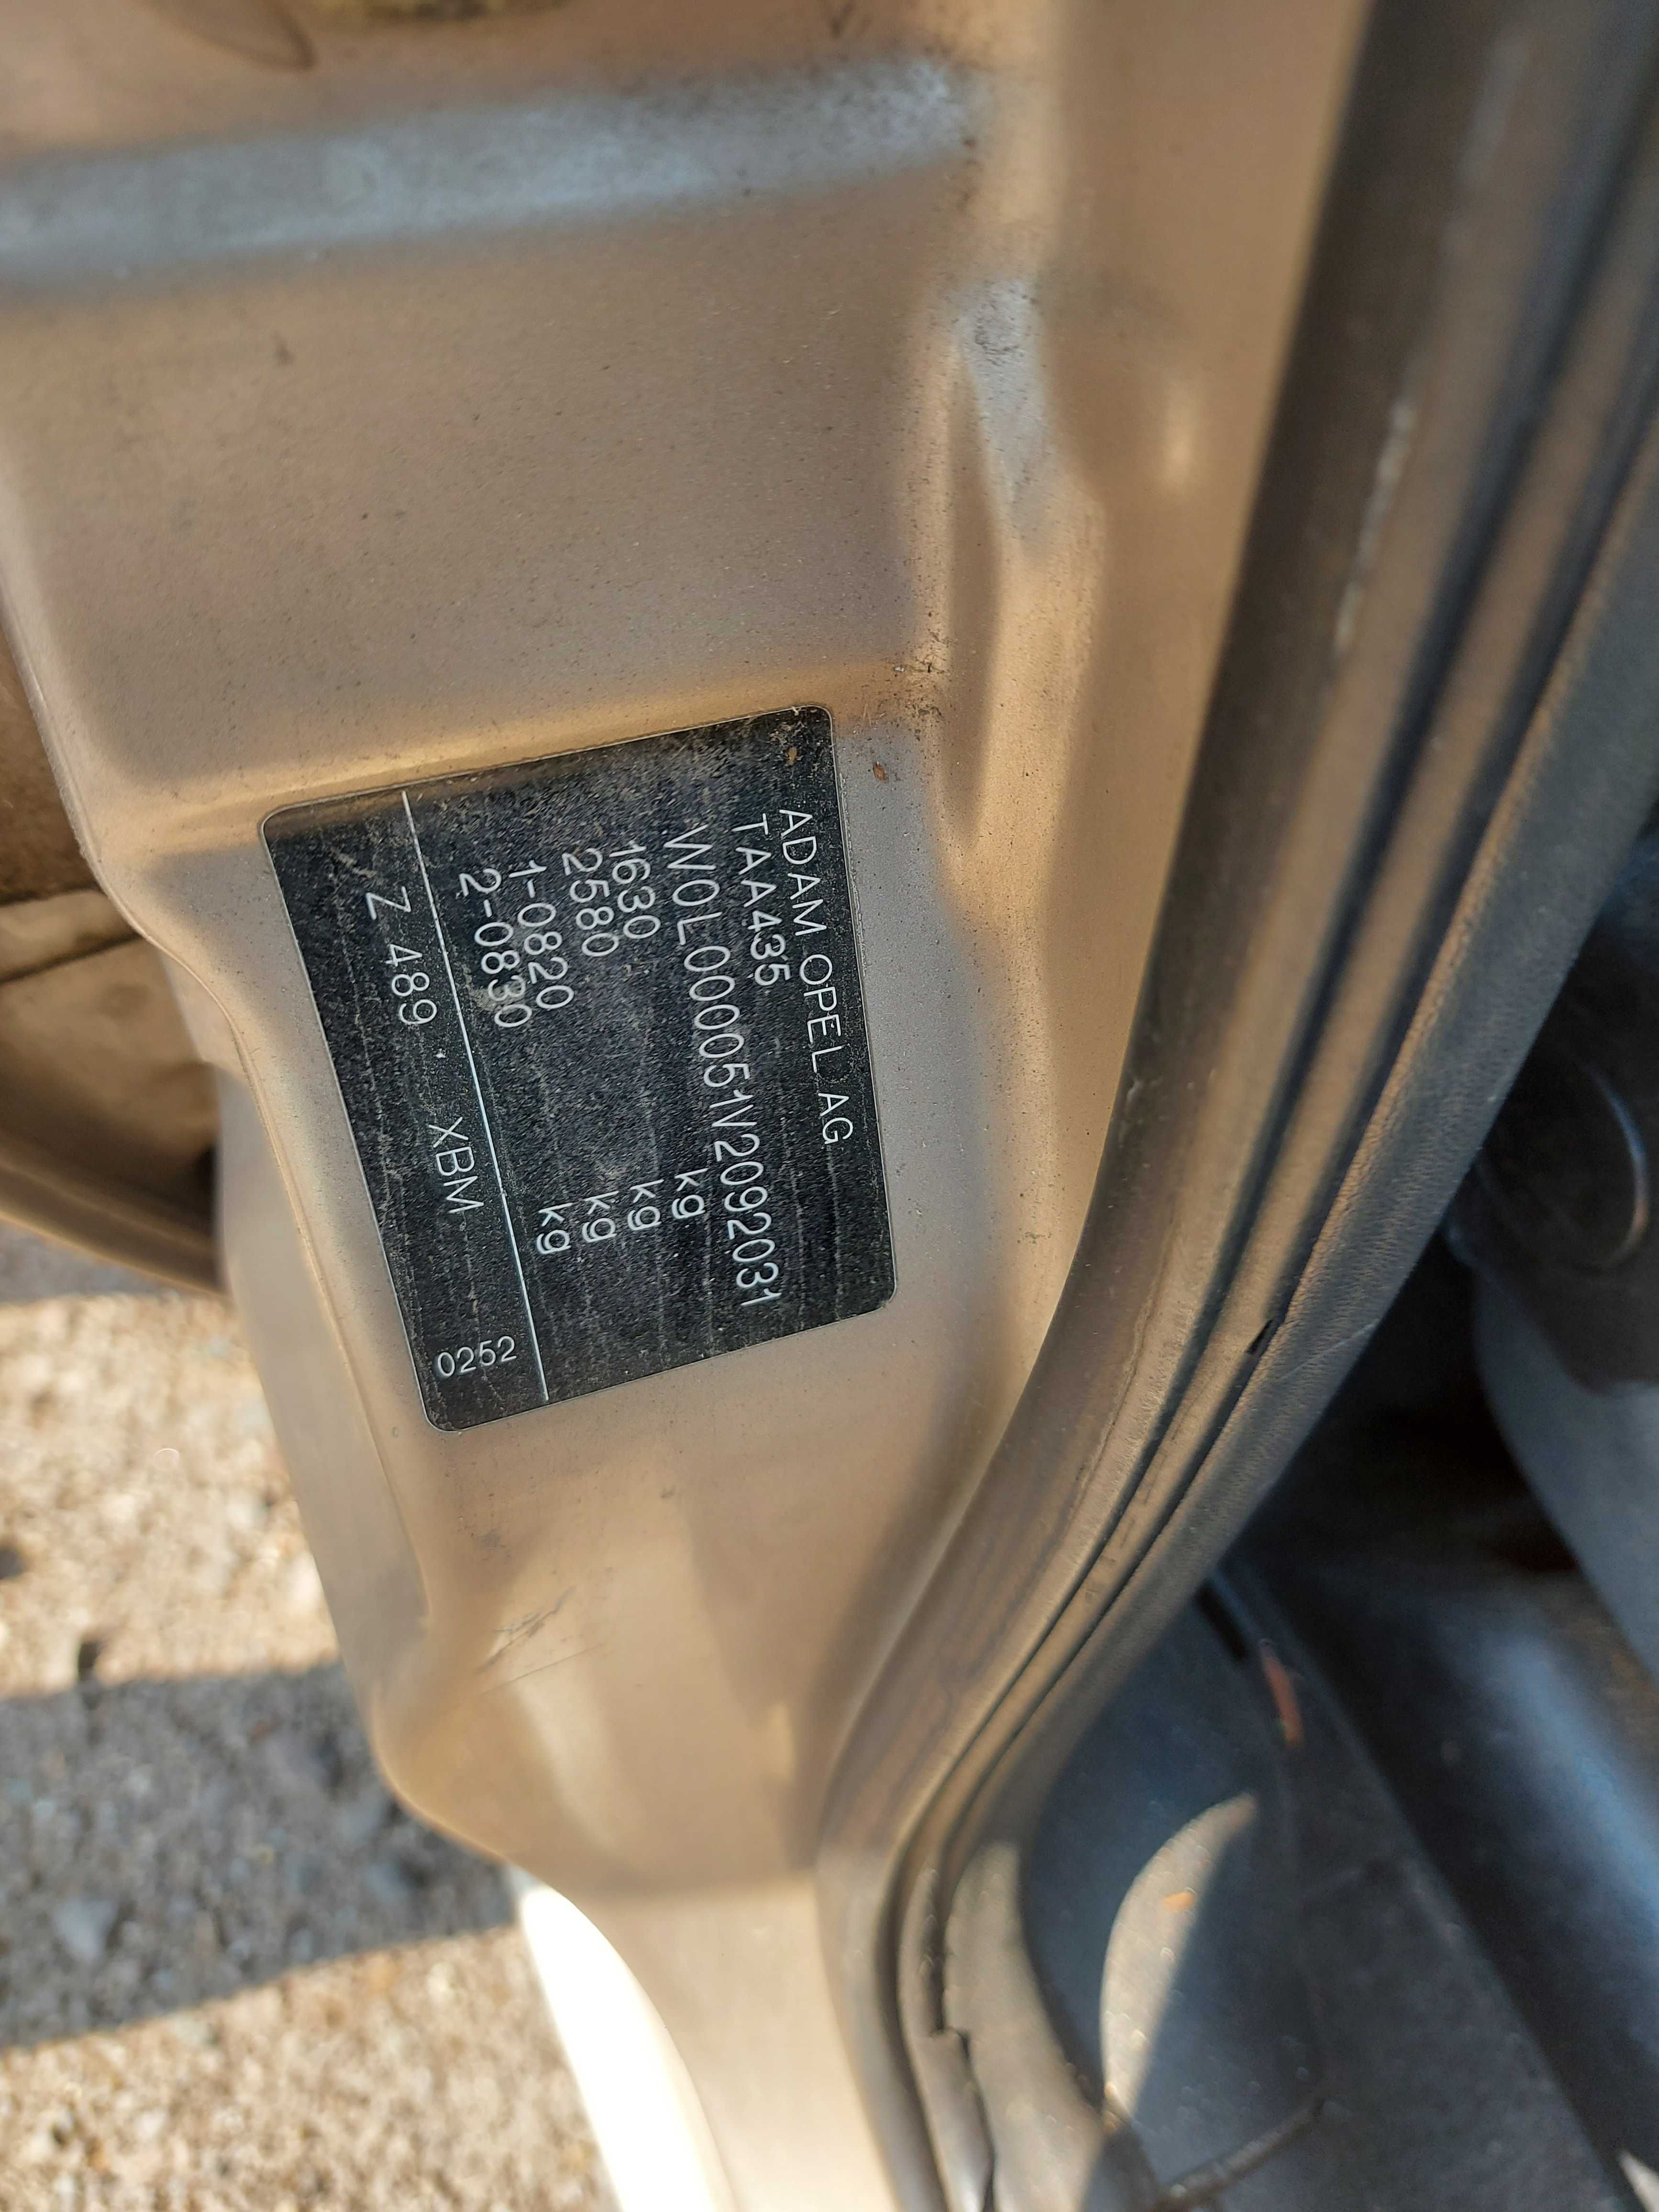 ADAM OPEL AG
TAA435
W0L000051V2092031
1630 kg
2580 kg
1-0820 kg
2-0830 kg
Z 489 XBM 0252